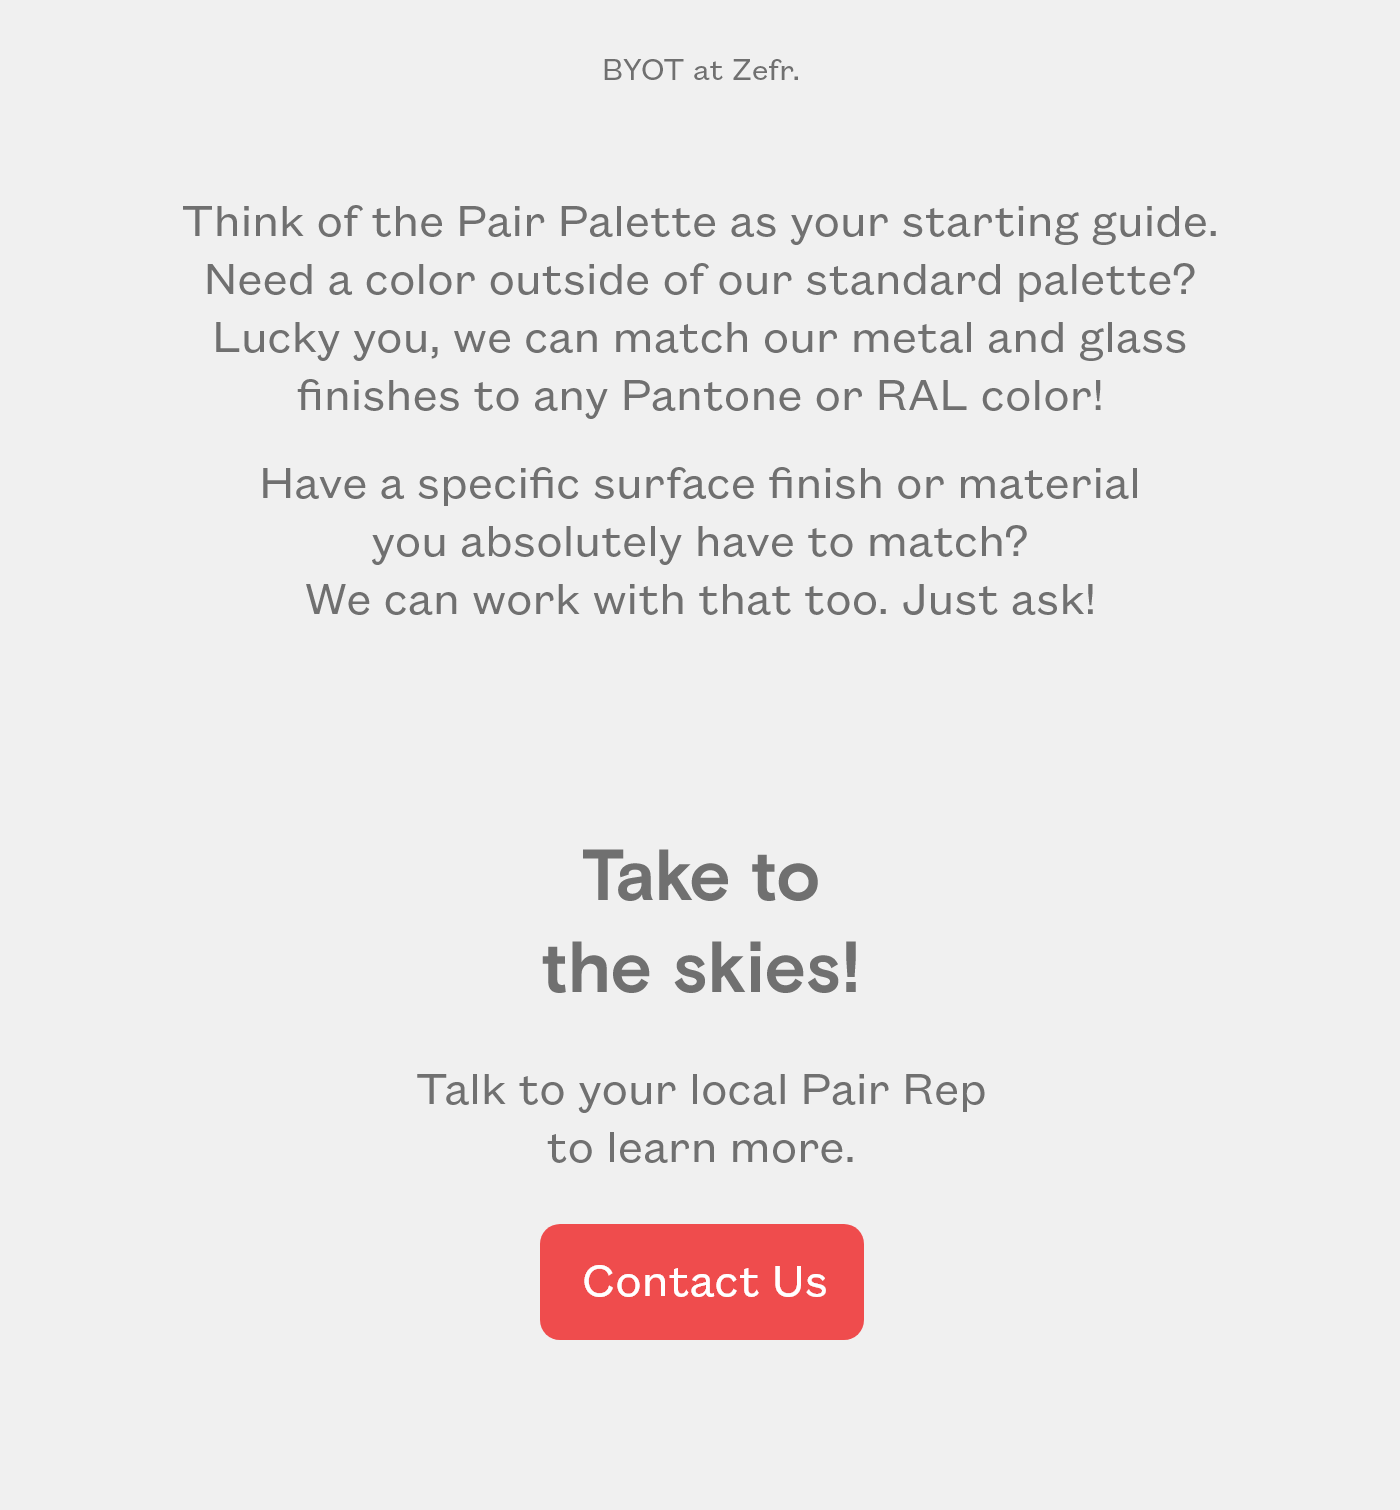 BYOT at Zefr.
Think of the Pair Palette as your starting guide.
Need a color outside of our standard palette?
Lucky you, we can match our metal and glass
finishes to any Pantone or RAL color!
Have a specific surface finish or material
you absolutely have to match?
We can work with that too. Just ask!
Take to
the skies!
Talk to your local Pair Rep
to learn more.
Contact Us